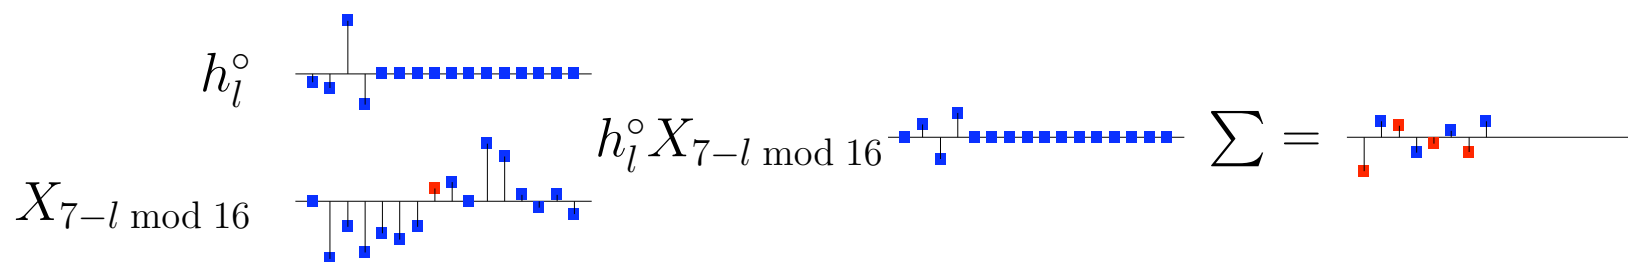 h_l^∘
h_l^∘ X_{7−l mod 16} ∑ =
X_{7−l mod 16}